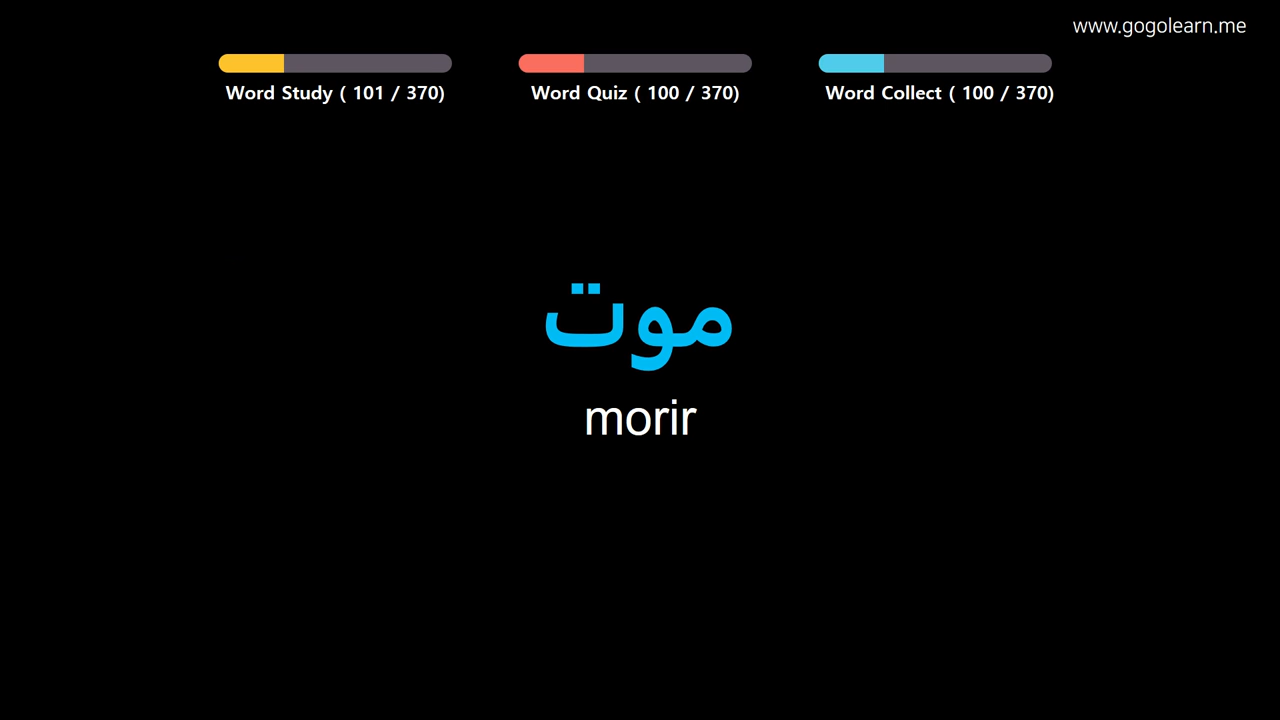 www.gogolearn.me
Word Study ( 101 / 370)
Word Quiz ( 100 / 370)
Word Collect ( 100 / 370)
موت
morir